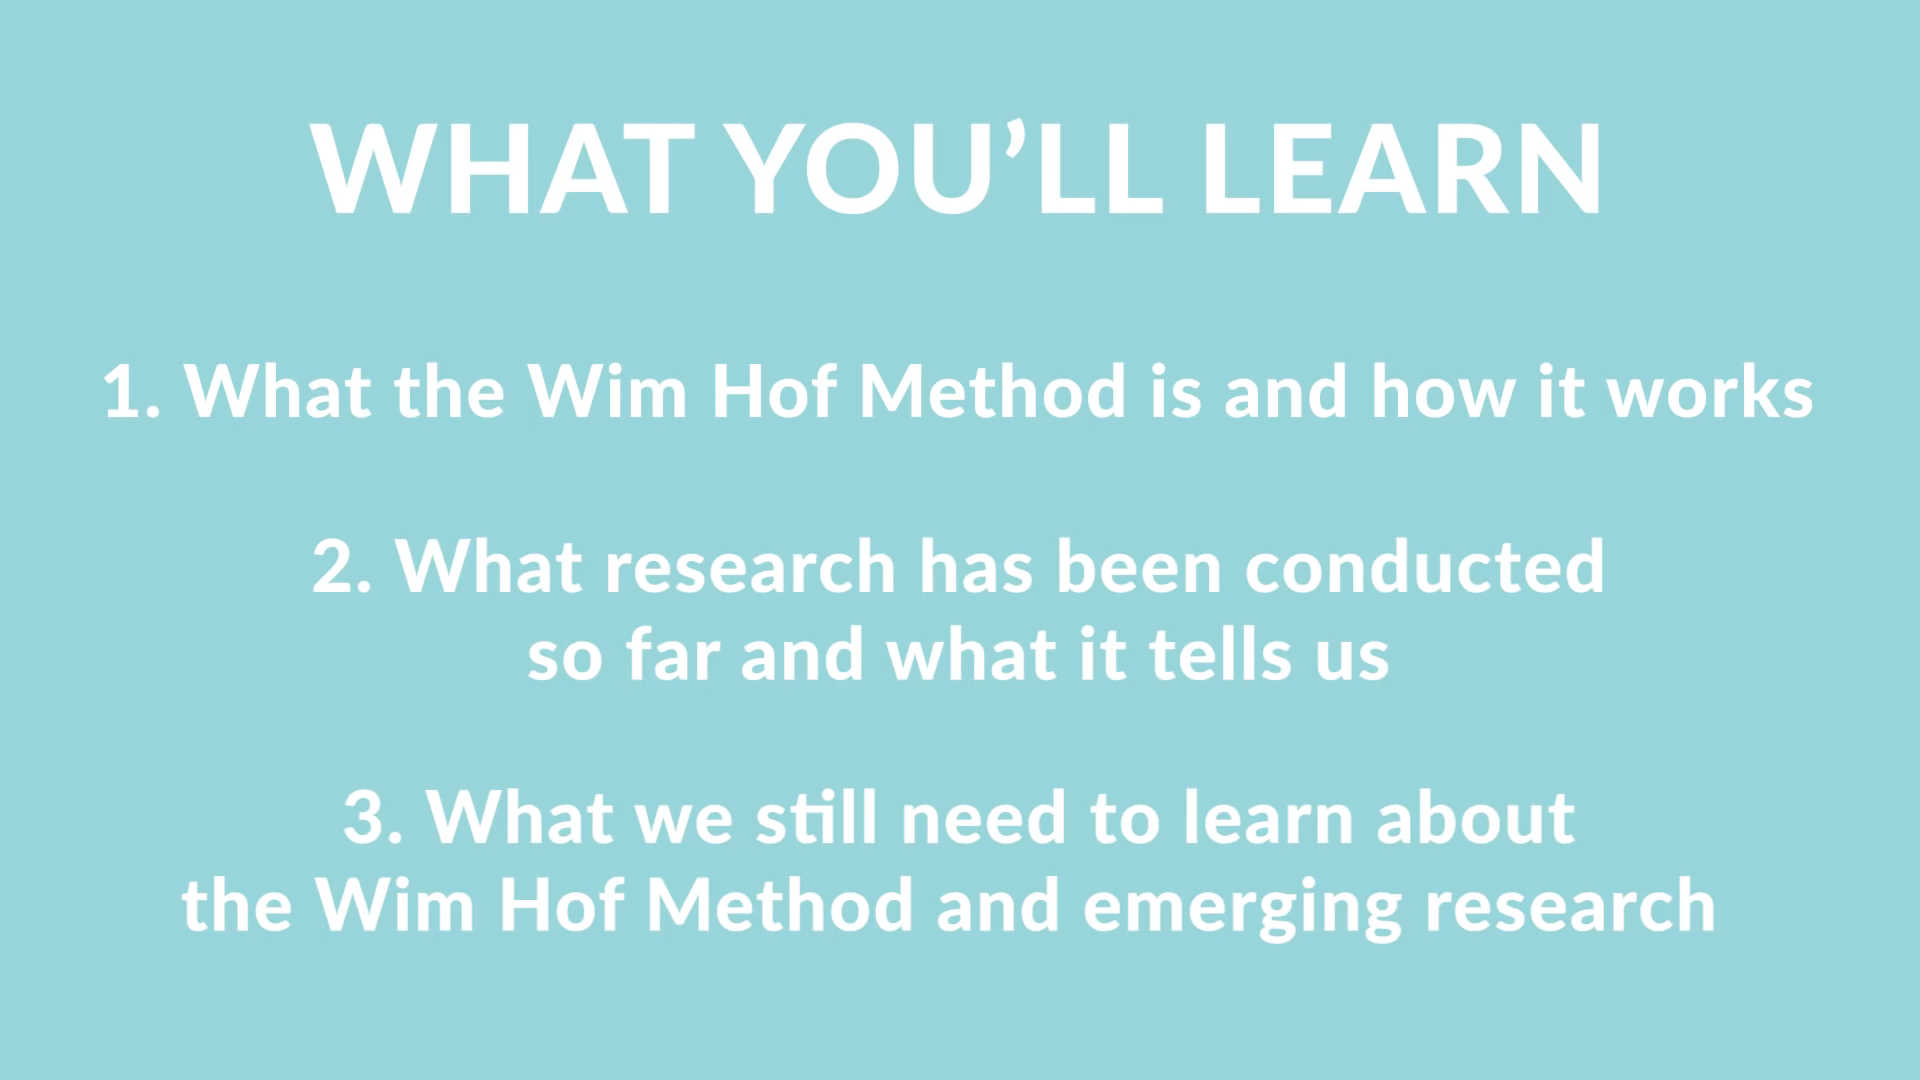 WHAT YOU’LL LEARN
1. What the Wim Hof Method is and how it works
2. What research has been conducted
so far and what it tells us
3. What we still need to learn about
the Wim Hof Method and emerging research